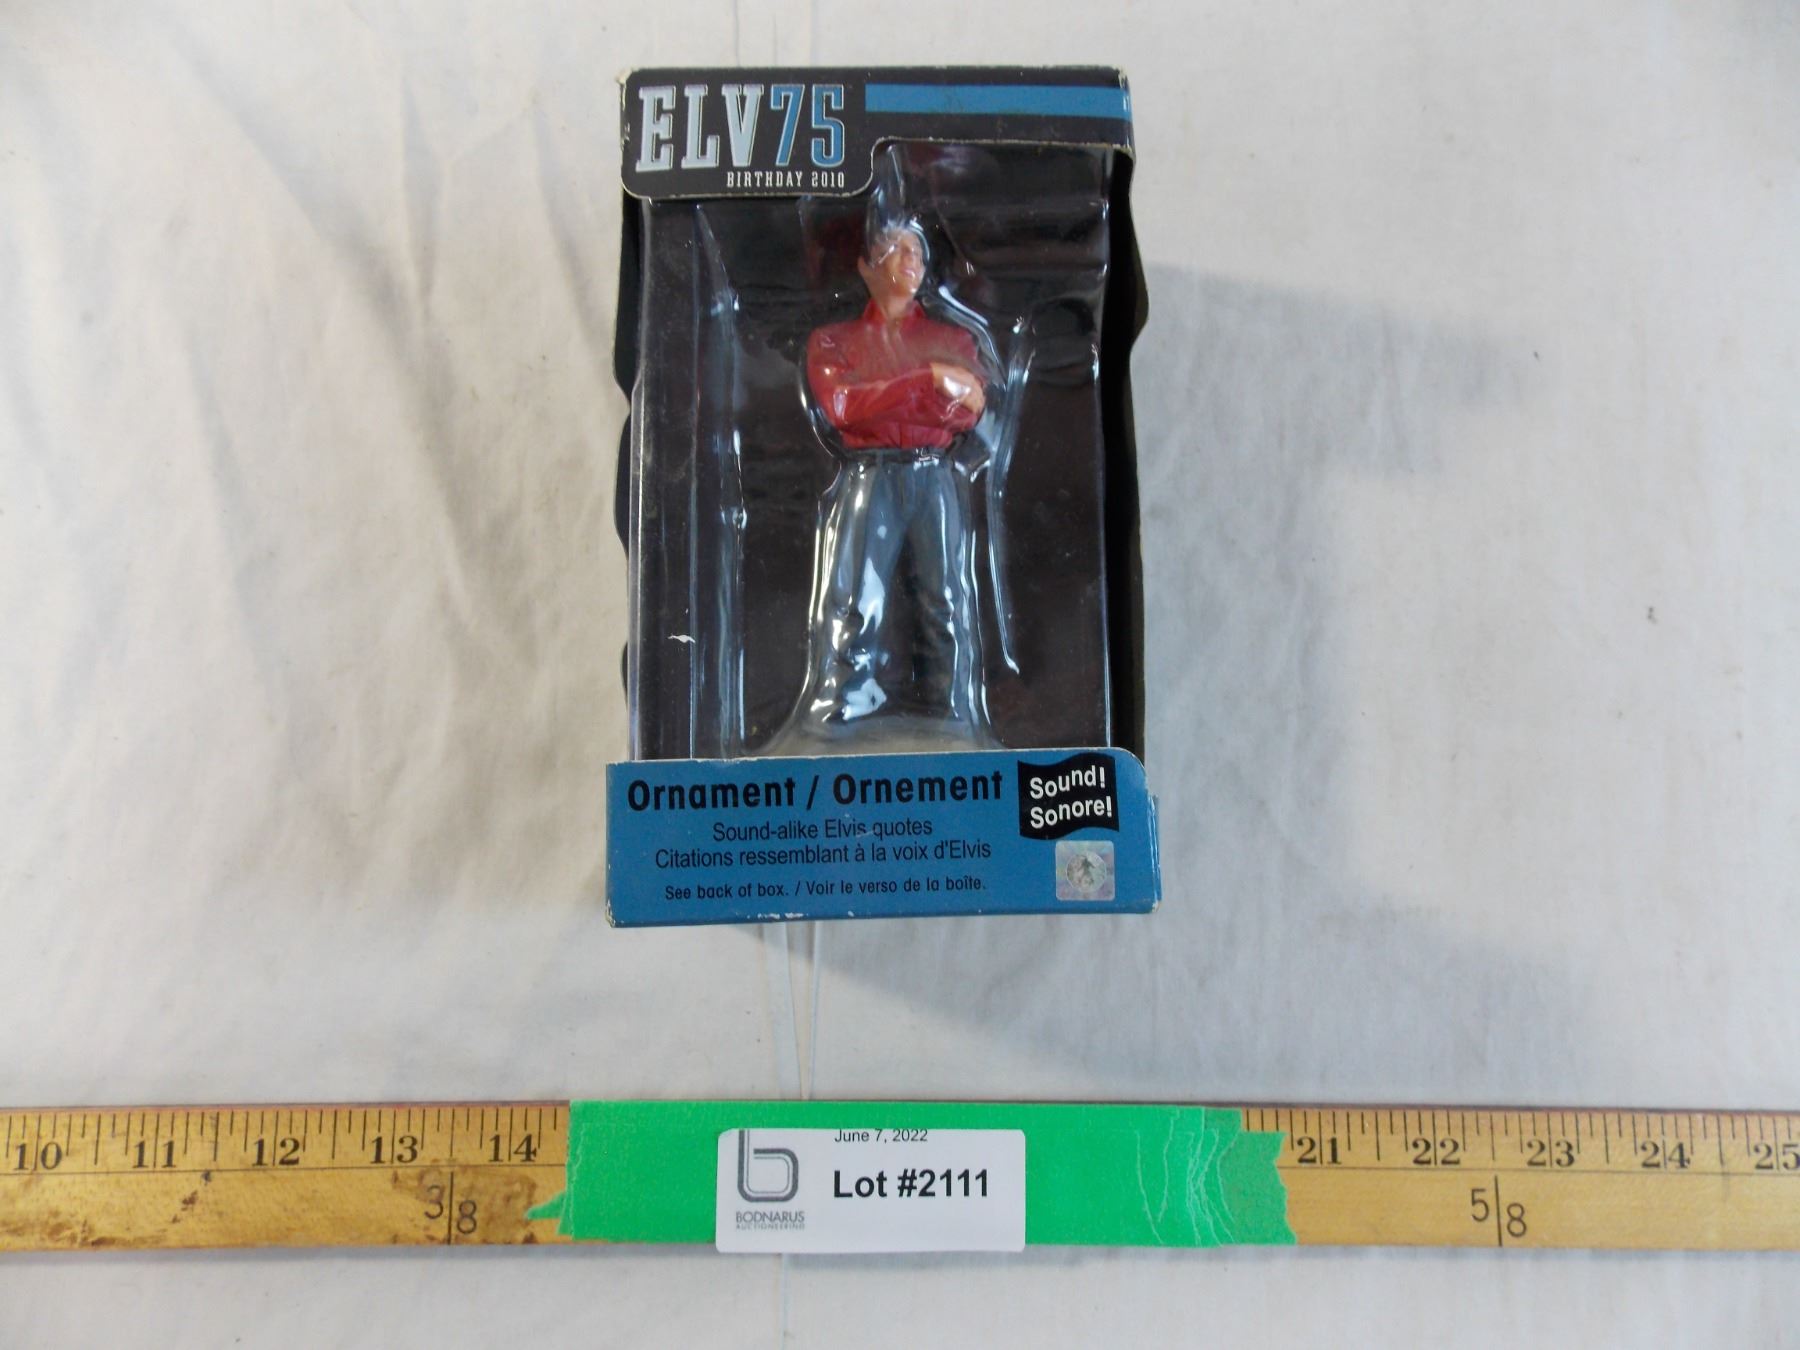 ELV75
BIRTHDAY 2010
Ornament / Ornement
Sound-alike Elvis quotes
Citations ressemblant à la voix d'Elvis
See back of box. / Voir le verso de la boîte.
Sound!
Sonore!
10 11 12 13 14 21 22 23 24 25
3|8 5|8
June 7, 2022
Lot #2111
BODNARUS
AUCTIONEERING